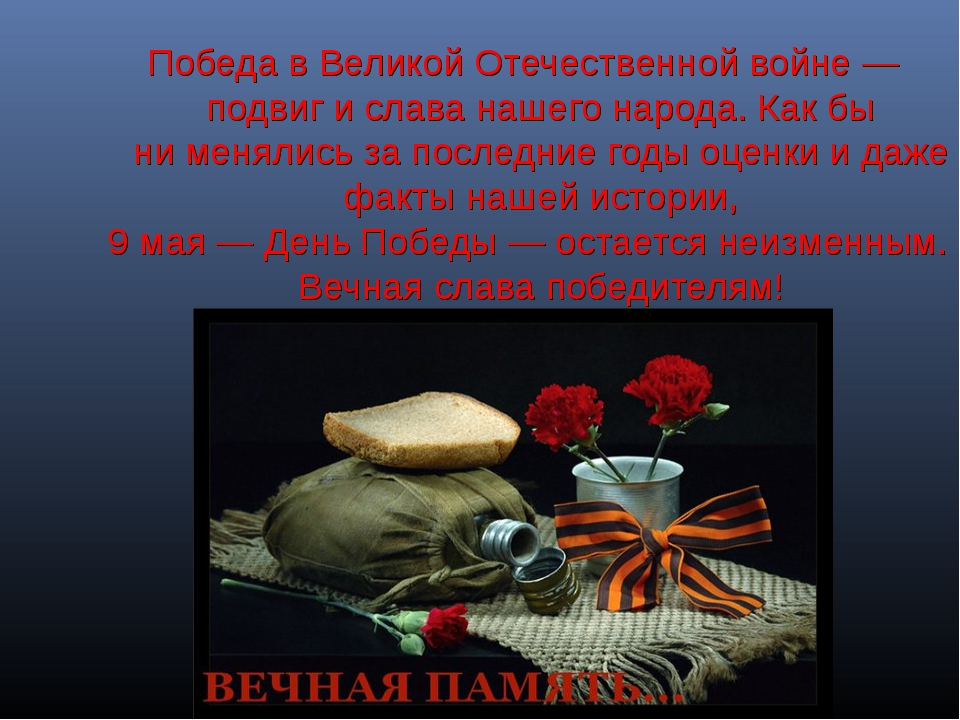 Победа в Великой Отечественной войне —
подвиг и слава нашего народа. Как бы
ни менялись за последние годы оценки и даже
факты нашей истории,
9 мая — День Победы — остается неизменным.
Вечная слава победителям!
ВЕЧНАЯ ПАМЯТЬ...